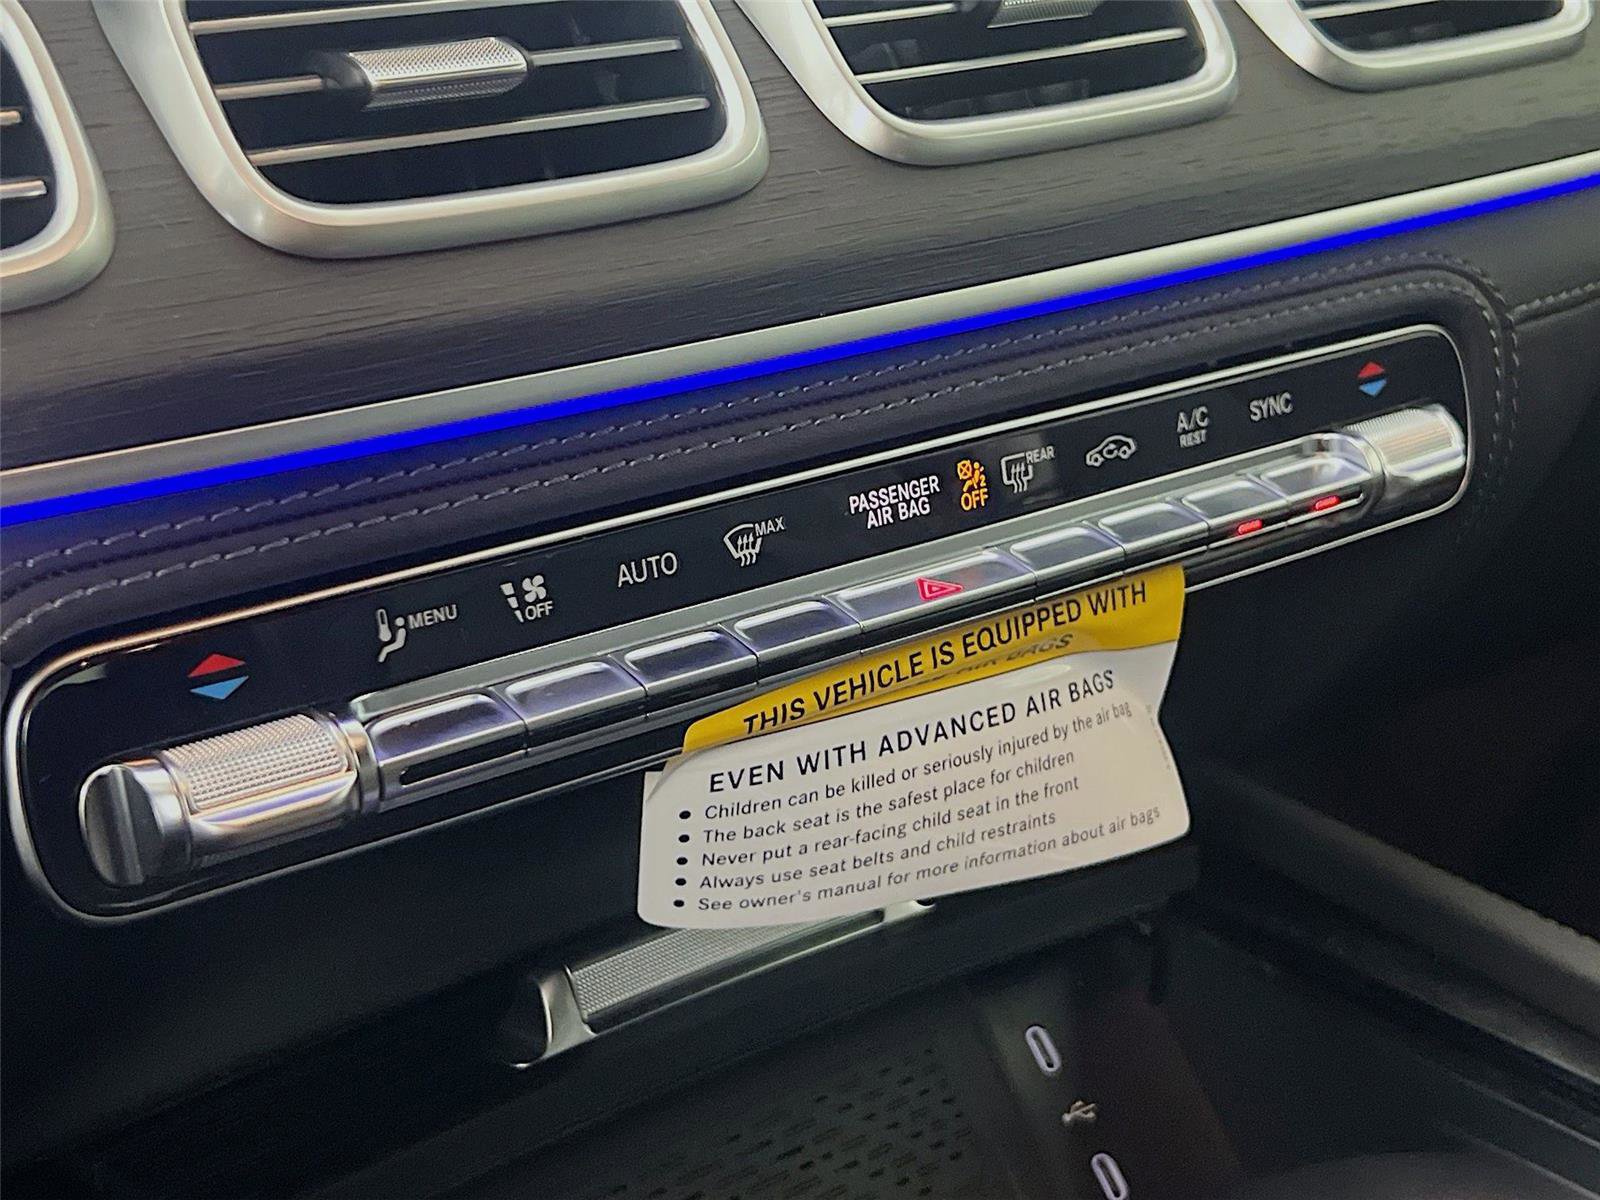 MENU
OFF
AUTO
MAX
PASSENGER
AIR BAG
2
OFF
REAR
A/C
REST
SYNC
THIS VEHICLE IS EQUIPPED WITH
AIR BAGS
EVEN WITH ADVANCED AIR BAGS
• Children can be killed or seriously injured by the air bag
• The back seat is the safest place for children
• Never put a rear-facing child seat in the front
• Always use seat belts and child restraints
• See owner's manual for more information about air bags